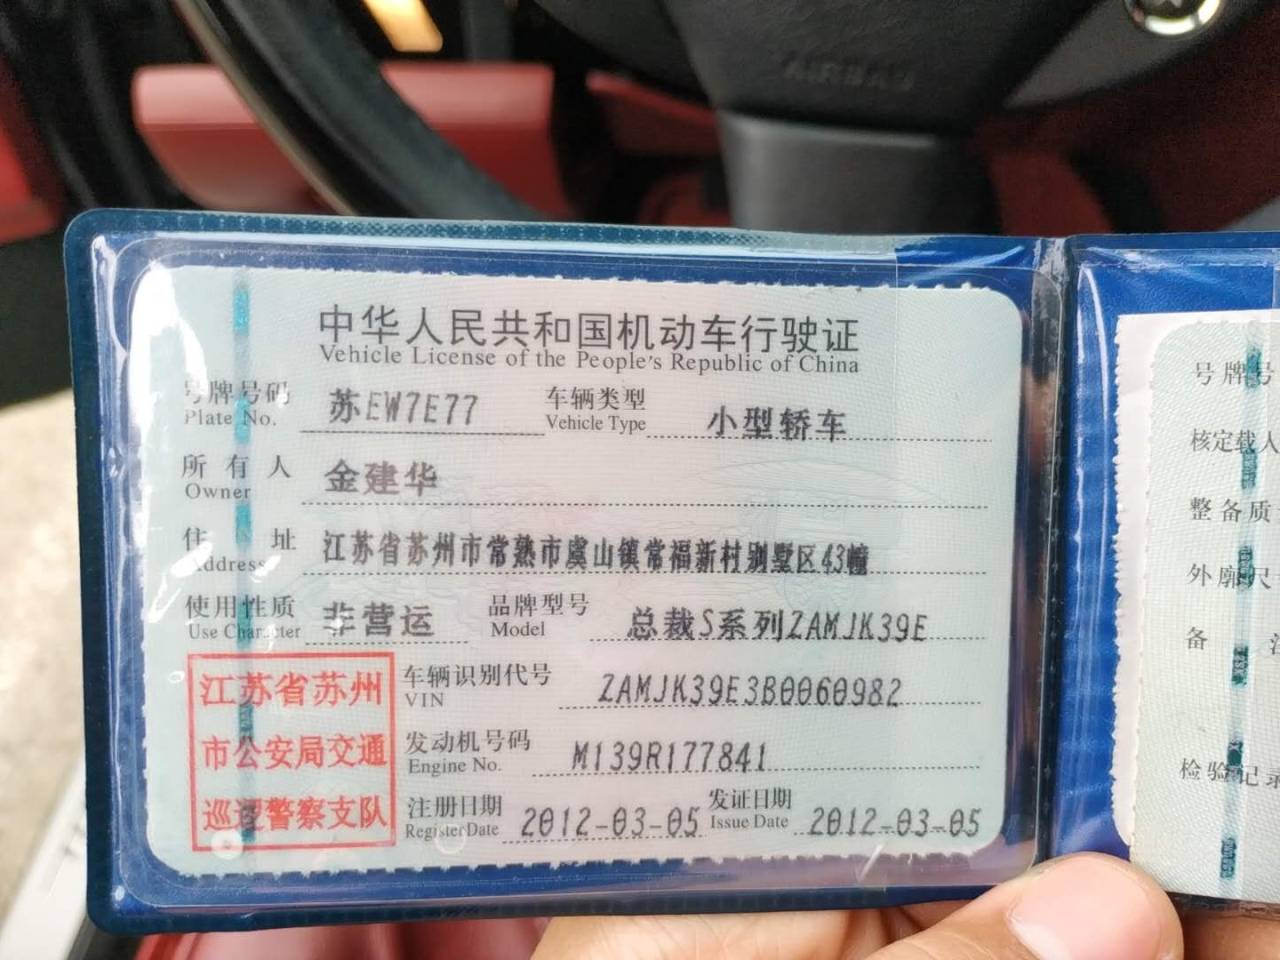 AIRBAG
中华人民共和国机动车行驶证
Vehicle License of the People's Republic of China
号牌号码 苏EW7E77 车辆类型 小型轿车
Plate No. Vehicle Type
所有人 金建华
Owner
住址 江苏省苏州市常熟市虞山镇常福新村别墅区43幢
Address
使用性质 非营运 品牌型号 总裁S系列ZAMJK39E
Use Character Model
江苏省苏州 车辆识别代号 ZAMJK39E3B0060982
VIN
市公安局交通 发动机号码 M139R177841
Engine No.
巡逻警察支队 注册日期 2012-03-05 发证日期 2012-03-05
Register Date Issue Date
号牌号
核定载人
整备质
外廓尺
备
检验记录